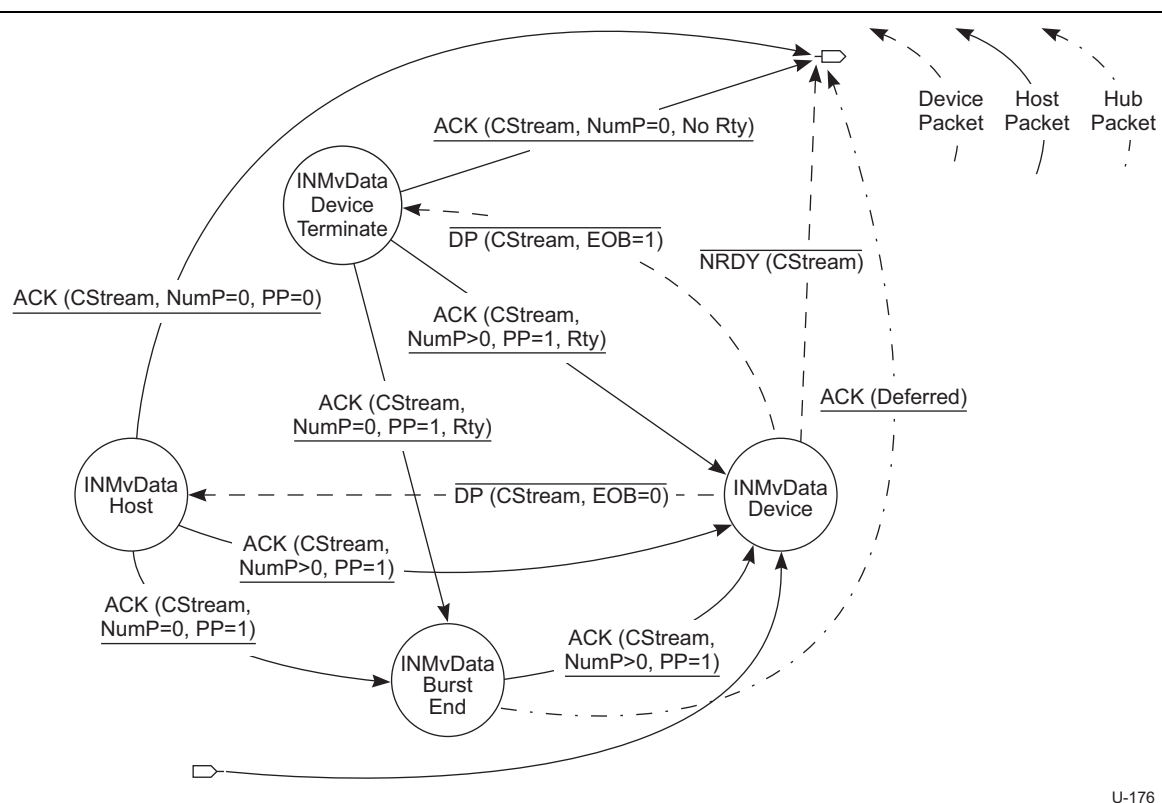 Device
Packet
Host
Packet
Hub
Packet
ACK (CStream, NumP=0, No Rty)
INMvData
Device
Terminate
DP (CStream, EOB=1)
NRDY (CStream)
ACK (CStream, NumP=0, PP=0)
ACK (CStream,
NumP>0, PP=1, Rty)
ACK (CStream,
NumP=0, PP=1, Rty)
ACK (Deferred)
INMvData
Host
DP (CStream, EOB=0)
INMvData
Device
ACK (CStream,
NumP>0, PP=1)
ACK (CStream,
NumP=0, PP=1)
INMvData
Burst
End
ACK (CStream,
NumP>0, PP=1)
U-176